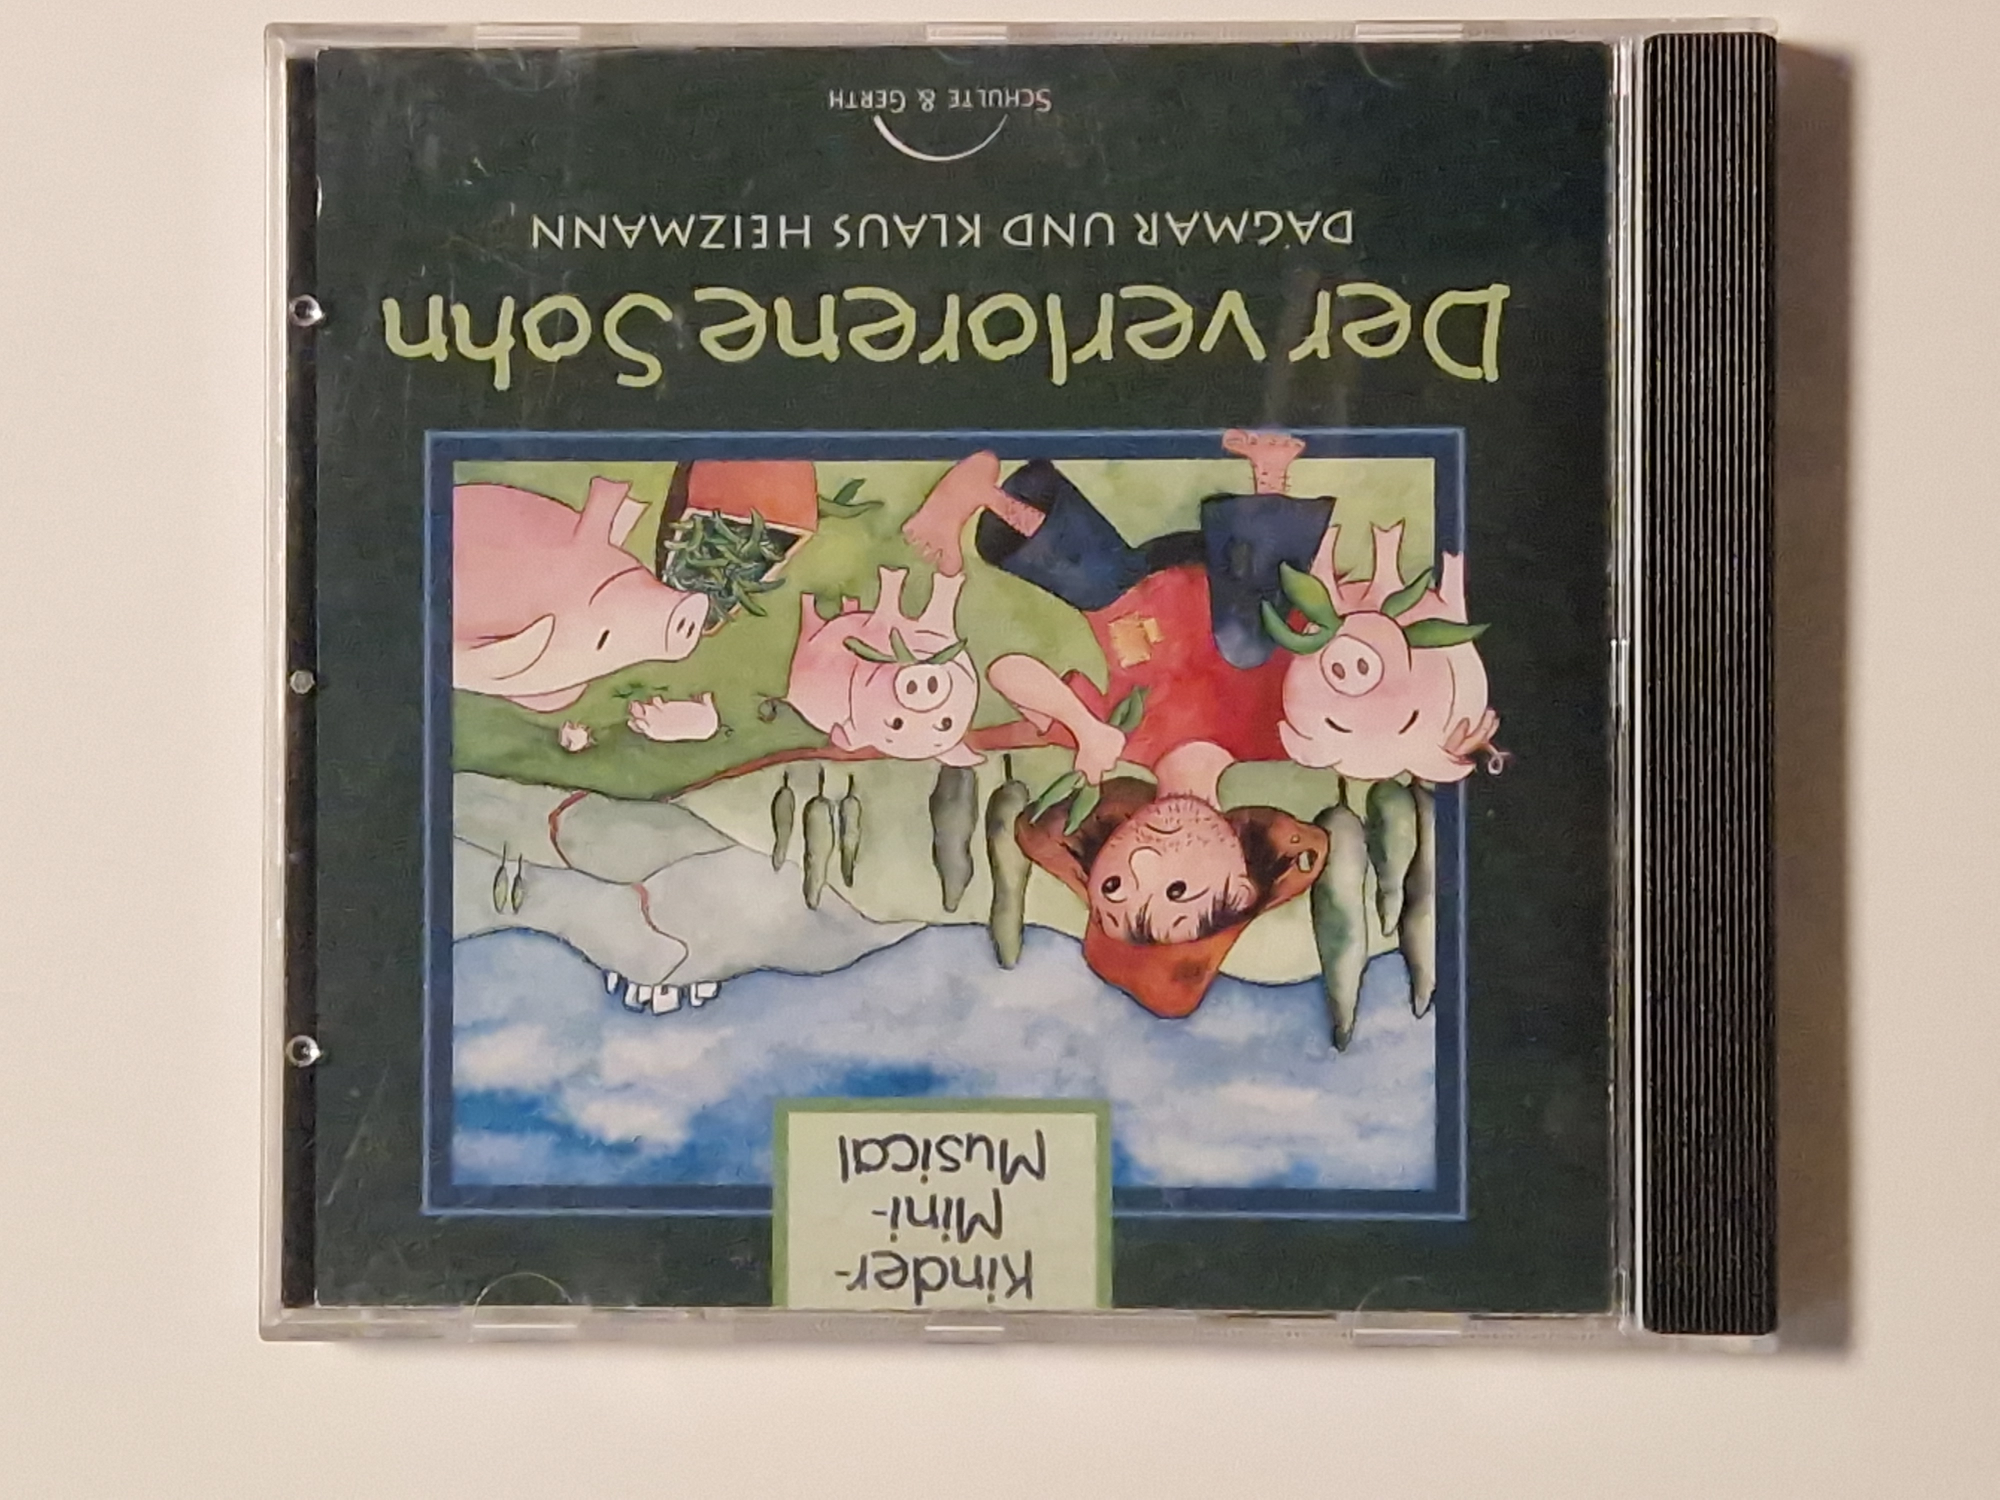 Kinder-
Mini-
Musical
Der verlorene Sohn
DAGMAR UND KLAUS HEIZMANN
SCHULTE & GERTH